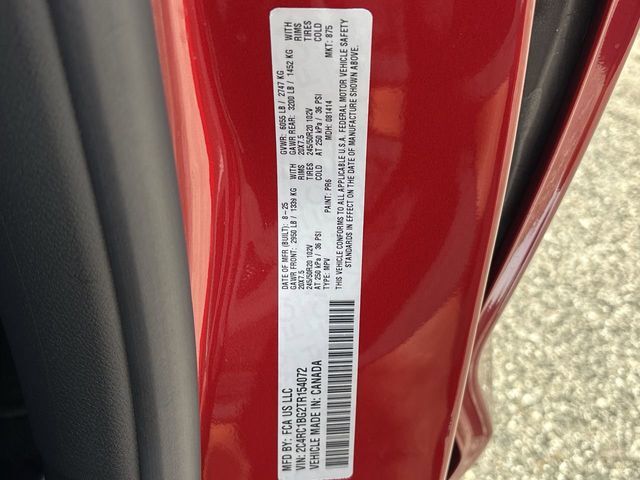 MFD BY: FCA US LLC
VIN: 2C4RC1BG2TR154072
VEHICLE MADE IN: CANADA
DATE OF MFR (BUILT): 8-25
GVWR: 6055 LB / 2747 KG
GAWR FRONT: 2950 LB / 1339 KG WITH
GAWR REAR: 3200 LB / 1452 KG WITH
20X7.5 RIMS
20X7.5 RIMS
245/50R20 102V TIRES
245/50R20 102V TIRES
AT 250 kPa / 36 PSI COLD
AT 250 kPa / 36 PSI COLD
TYPE: MPV PAINT: PR6 MDH: 081414 MKT: 875
THIS VEHICLE CONFORMS TO ALL APPLICABLE U.S.A. FEDERAL MOTOR VEHICLE SAFETY
STANDARDS IN EFFECT ON THE DATE OF MANUFACTURE SHOWN ABOVE.